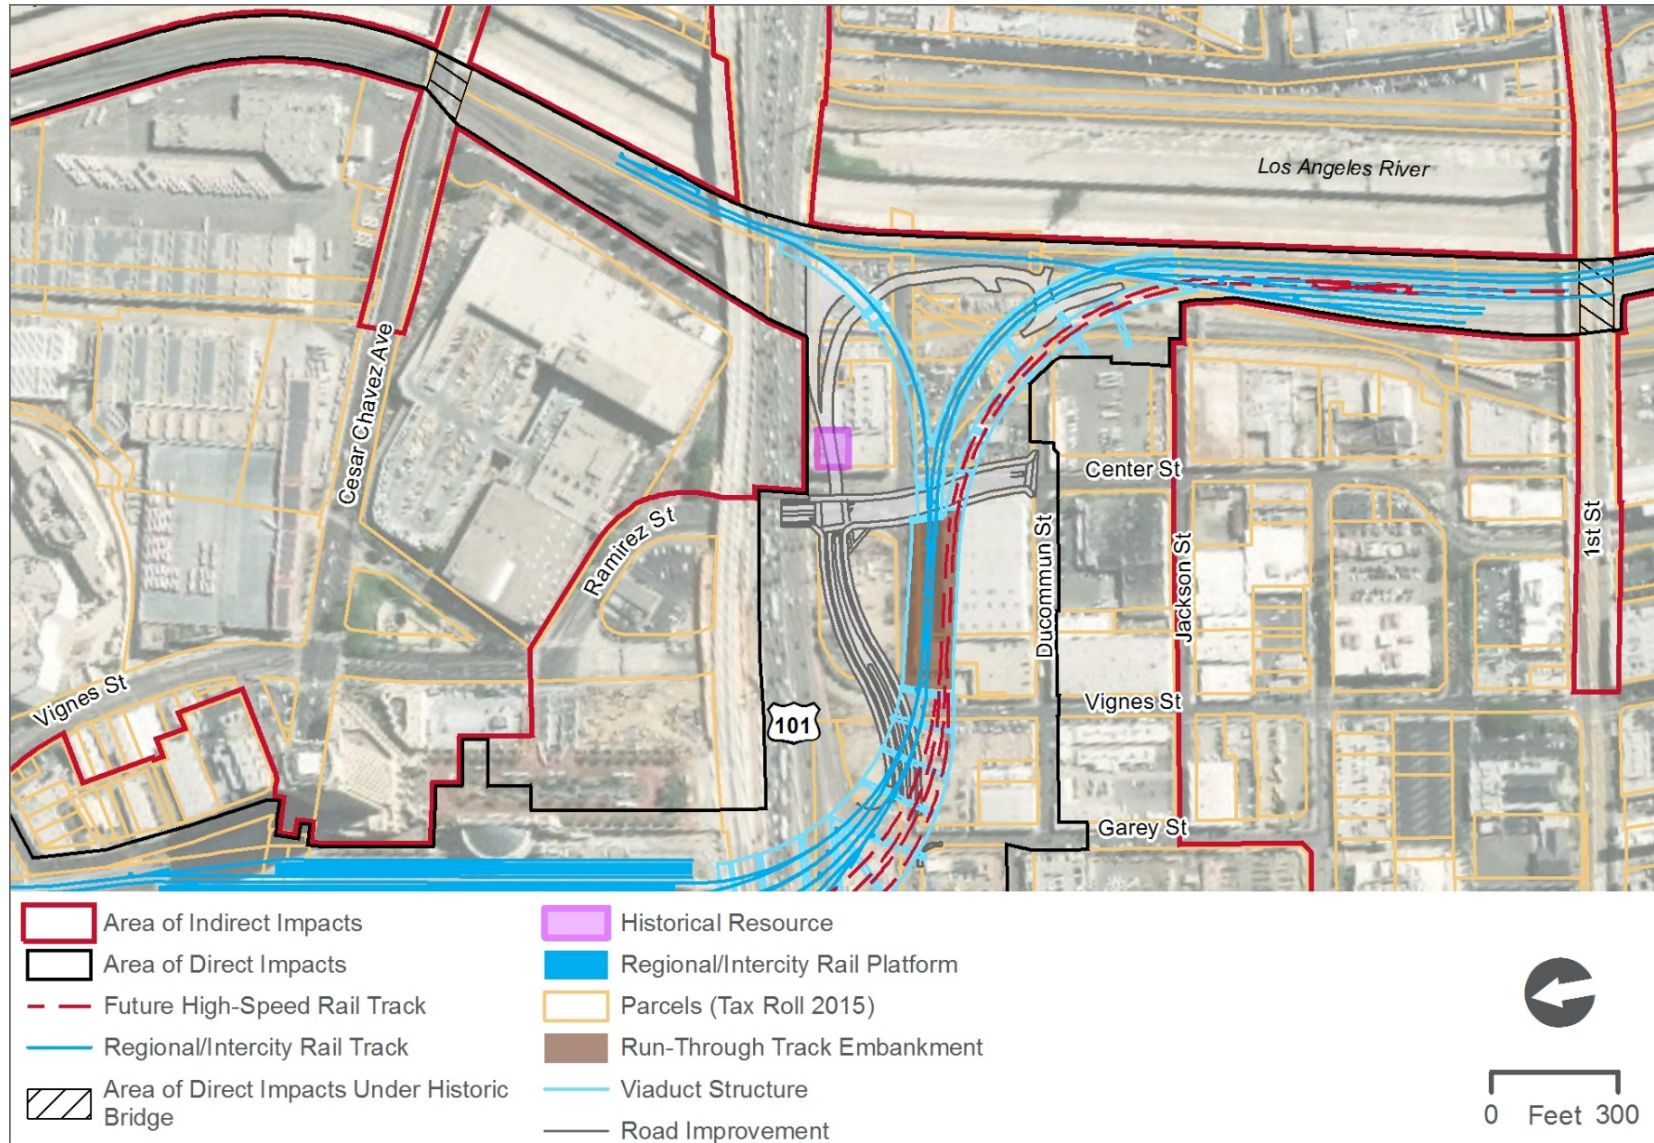 Los Angeles River
Cesar Chavez Ave
Center St
Ramirez St
1st St
Ducommun St
Jackson St
Vignes St
Vignes St
101
Garey St
Area of Indirect Impacts
Area of Direct Impacts
Future High-Speed Rail Track
Regional/Intercity Rail Track
Area of Direct Impacts Under Historic
Bridge
Historical Resource
Regional/Intercity Rail Platform
Parcels (Tax Roll 2015)
Run-Through Track Embankment
Viaduct Structure
Road Improvement
0 Feet 300